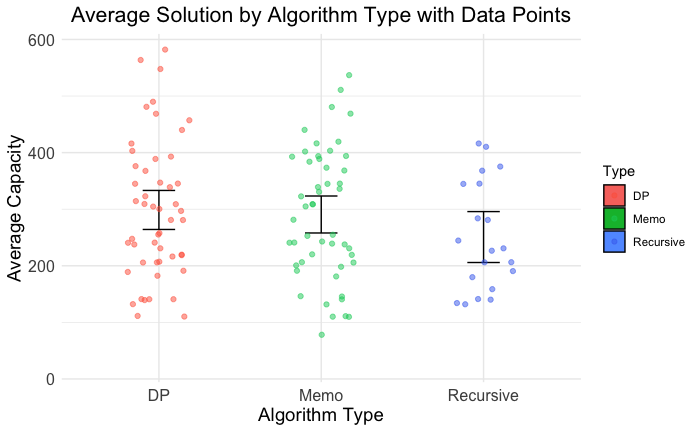 Average Solution by Algorithm Type with Data Points
Average Capacity
600
400
200
0
DP
Memo
Recursive
Algorithm Type
Type
DP
Memo
Recursive